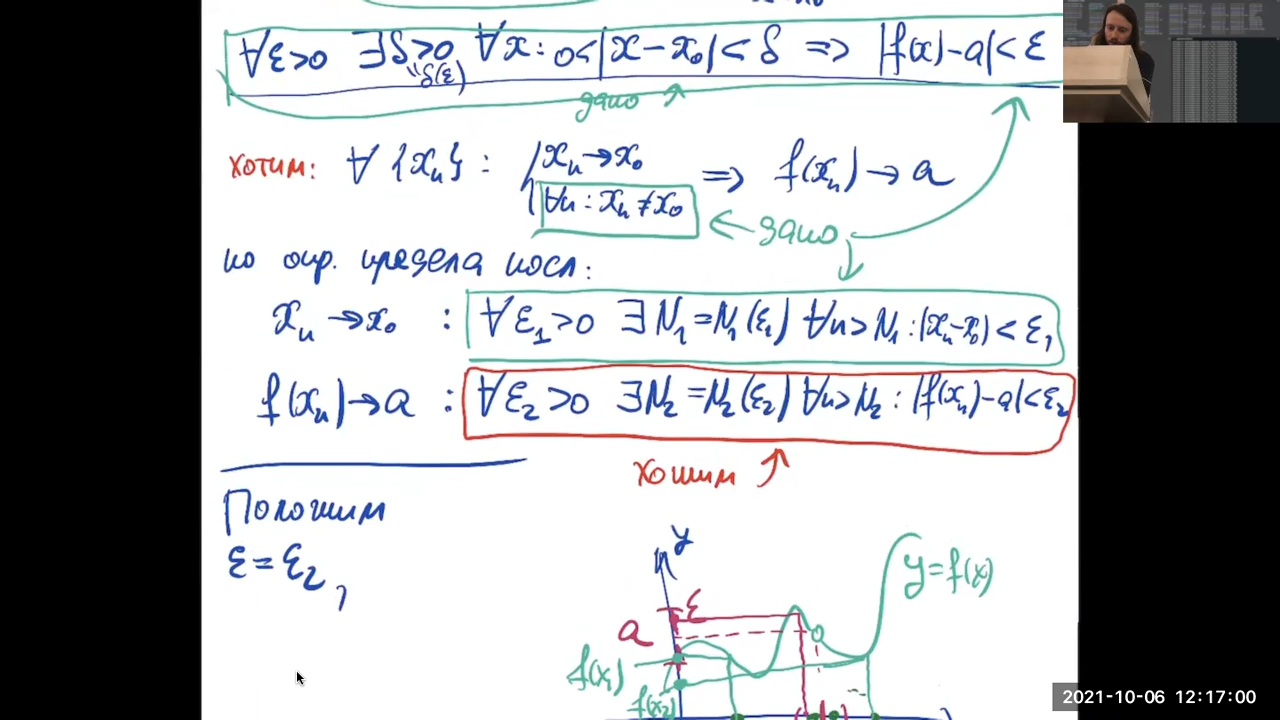 ∀ε>0 ∃δ>0 ∀x: 0<|x−x₀|<δ ⇒ |f(x)−a|<ε
"δ(ε)
дано
хотим: ∀ {xₙ} : { xₙ→x₀ ⇒ f(xₙ)→a
∀n : xₙ≠x₀
дано
по опр. предела посл:
xₙ→x₀ : ∀ε₁>0 ∃N₁=N₁(ε₁) ∀n>N₁:|xₙ−x₀|<ε₁
f(xₙ)→a : ∀ε₂>0 ∃N₂=N₂(ε₂) ∀n>N₂: |f(xₙ)−a|<ε₂
хотим
Положим
ε=ε₂,
y
y=f(x)
ε
a
f(x₁)
f(x₂)
2021-10-06 12:17:00